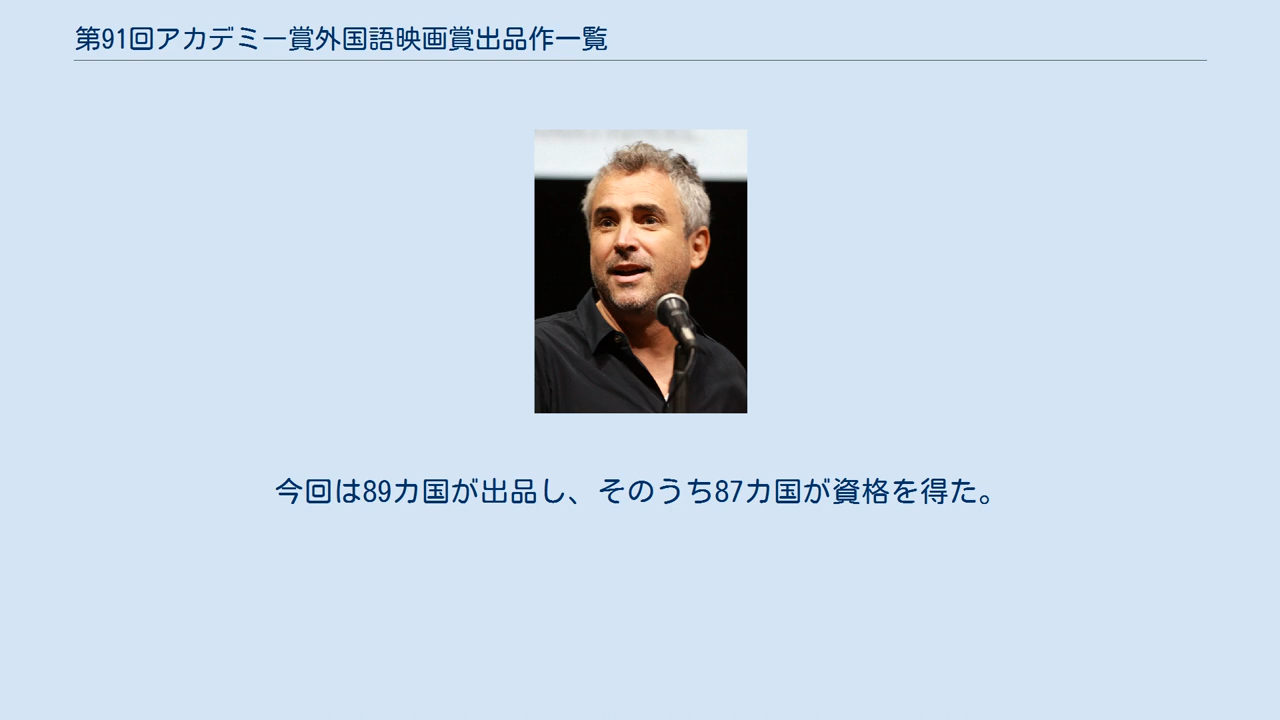 第91回アカデミー賞外国語映画賞出品作一覧
今回は89カ国が出品し、そのうち87カ国が資格を得た。